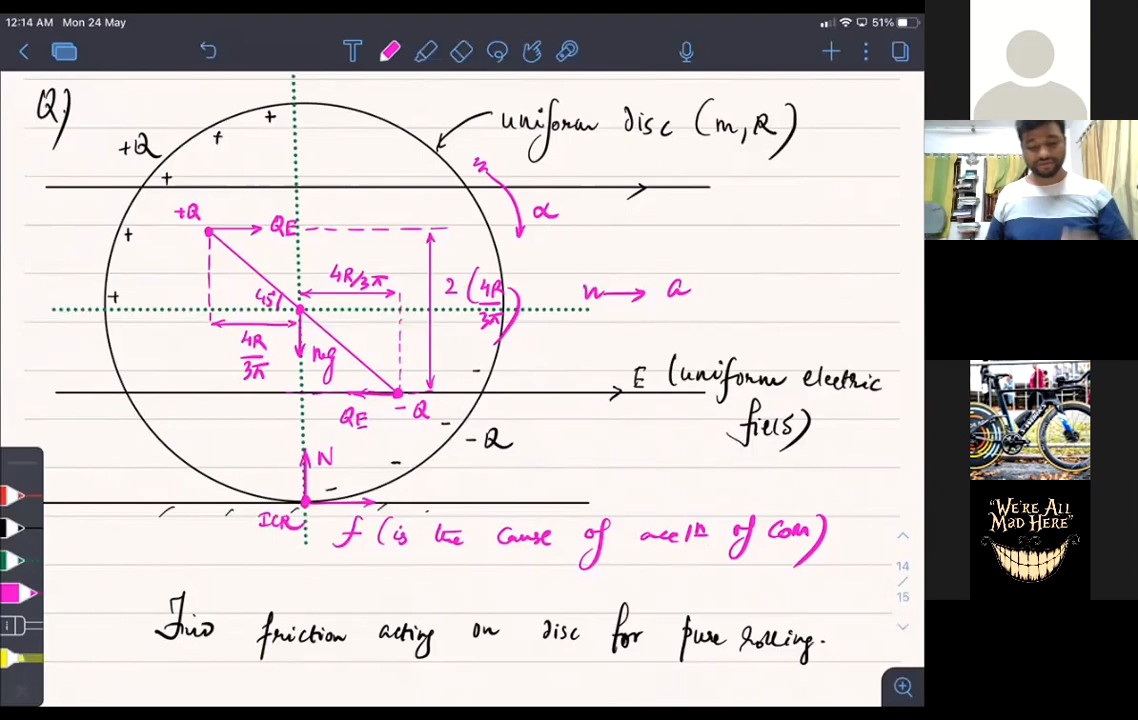 12:14 AM Mon 24 May
51%
Q)
uniform disc (m,R)
+Q
+ + + + +
α
+Q
QE
4R/3π
2 (4R/3π)
a
45°
4R/3π
mg
E (uniform electric
field)
QE
-Q
-Q
N
ICR
f (is the cause of accln of COM)
14
15
Find friction acting on disc for pure rolling.
"WE'RE ALL
MAD HERE"